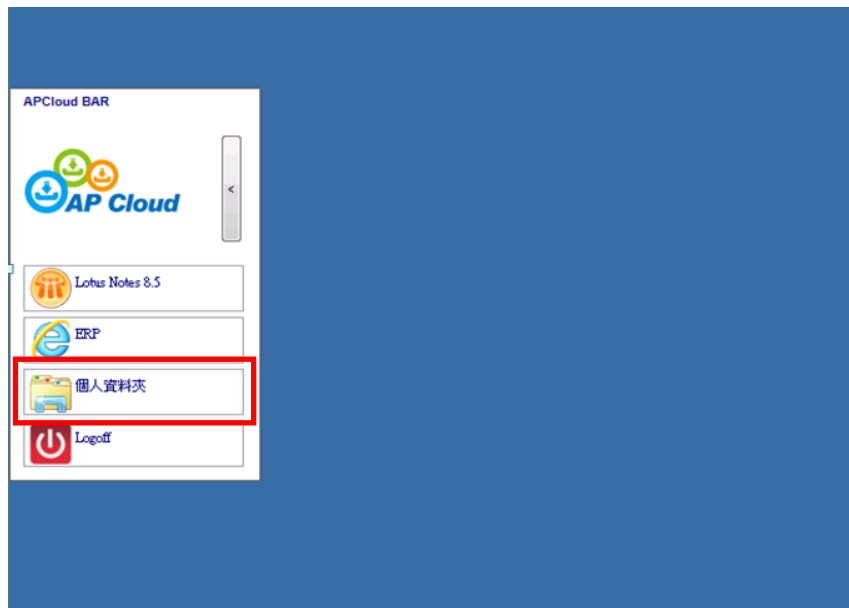 APCloud BAR
AP Cloud
<
Lotus Notes 8.5
ERP
個人資料夾
Logoff